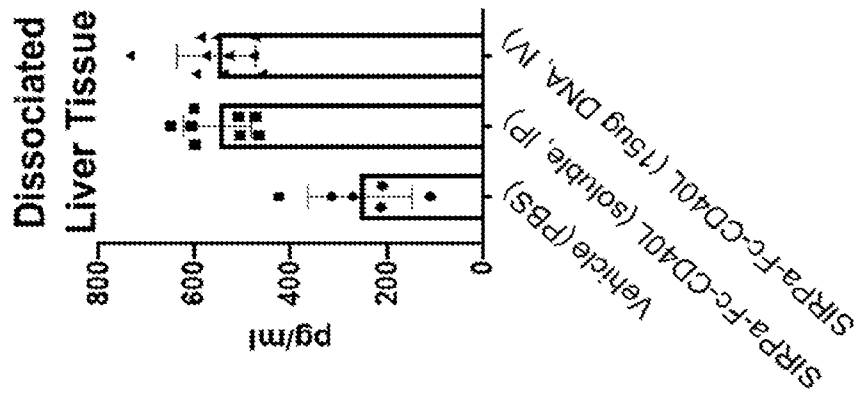 Dissociated
Liver Tissue
pg/ml
800
600
400
200
0
Vehicle (PBS)
SIRPa-Fc-CD40L (soluble, IP)
SIRPa-Fc-CD40L (15ug DNA, IV)